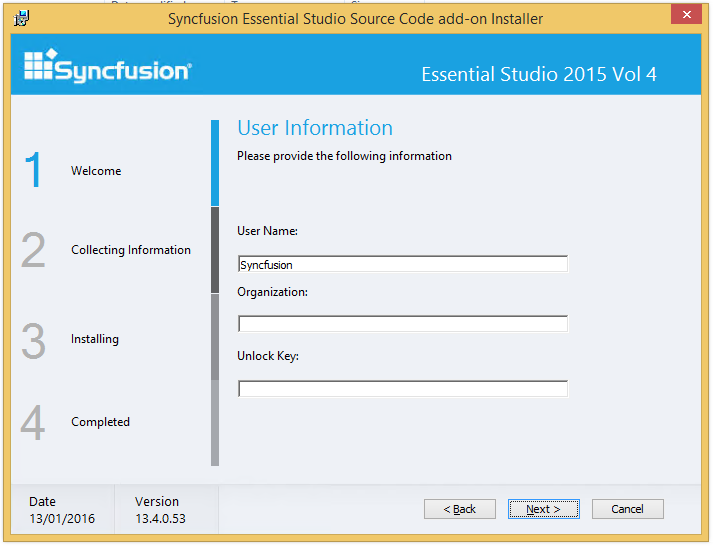 Syncfusion Essential Studio Source Code add-on Installer
Syncfusion®
Essential Studio 2015 Vol 4
User Information
Please provide the following information
1 Welcome
2 Collecting Information
3 Installing
4 Completed
User Name:
Syncfusion
Organization:
Unlock Key:
Date
13/01/2016
Version
13.4.0.53
< Back
Next >
Cancel